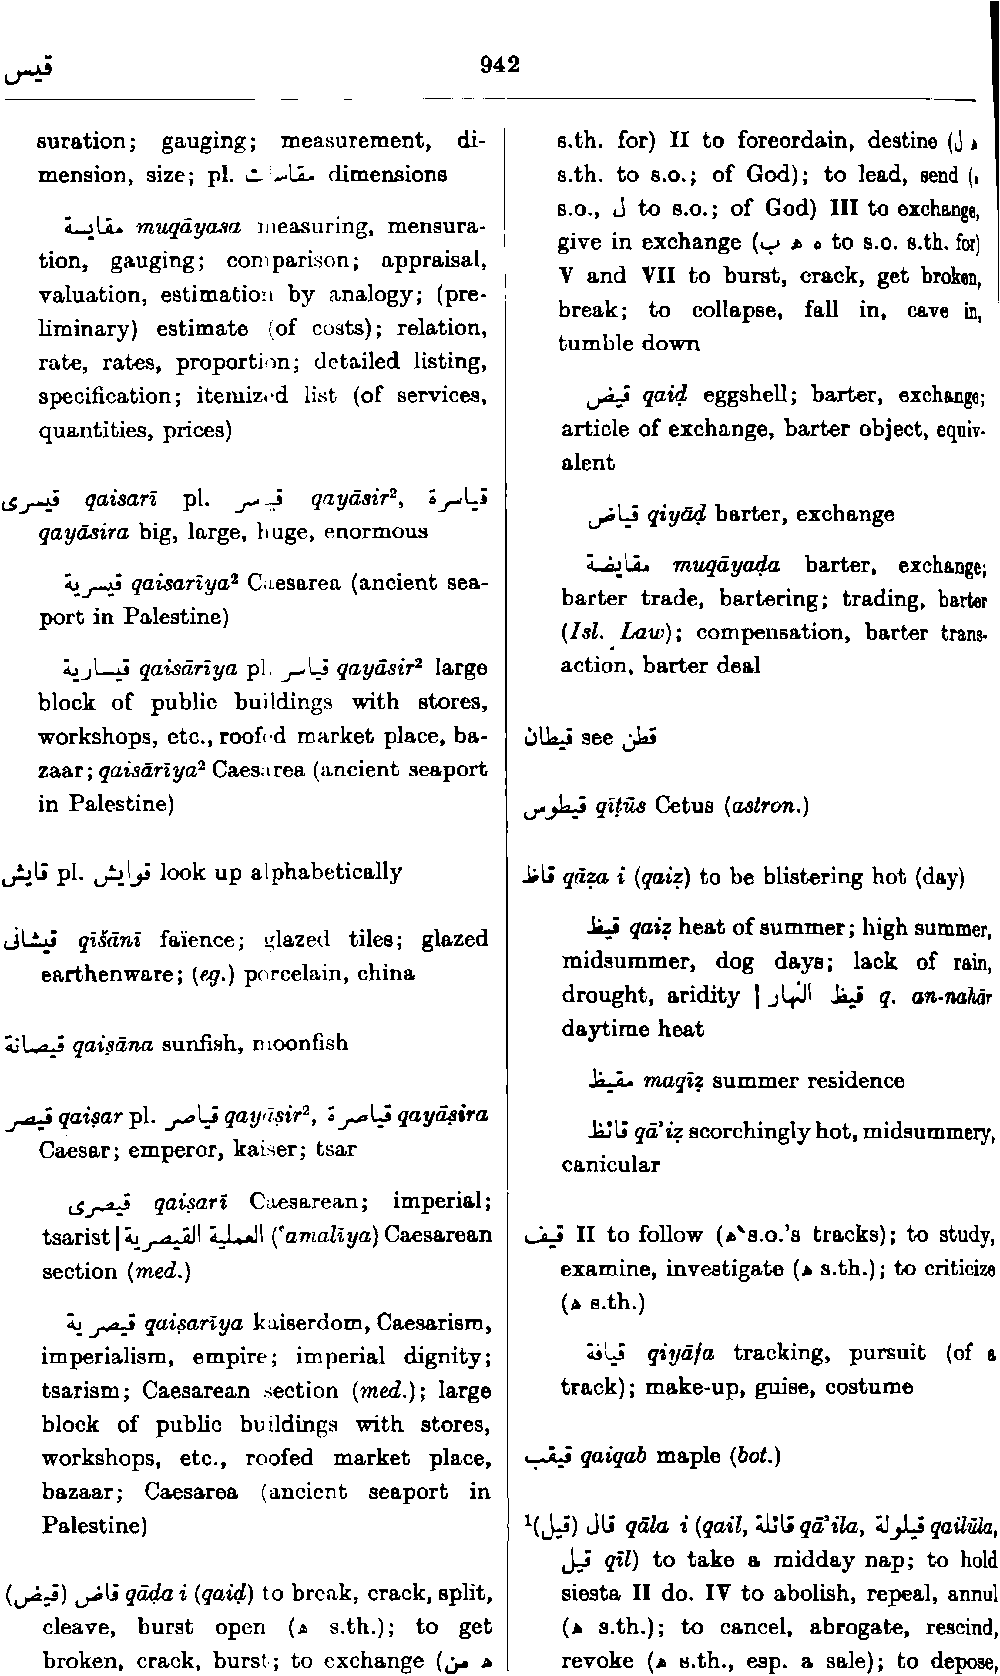 قيس
942
suration; gauging; measurement, di-
mension, size; pl. مقاسات dimensions
مقايسة muqāyasa measuring, mensura-
tion, gauging; comparison; appraisal,
valuation, estimation by analogy; (pre-
liminary) estimate (of costs); relation,
rate, rates, proportion; detailed listing,
specification; itemized list (of services,
quantities, prices)
قيسرى qaisarī pl. قياسر qayāsir², قياسرة
qayāsira big, large, huge, enormous
قيسرية qaisarīya² Caesarea (ancient sea-
port in Palestine)
قيسارية qaisārīya pl. قياسر qayāsir² large
block of public buildings with stores,
workshops, etc., roofed market place, ba-
zaar; qaisārīya² Caesarea (ancient seaport
in Palestine)
قايش pl. قوايش look up alphabetically
قيشانى qīšānī faïence; glazed tiles; glazed
earthenware; (eg.) porcelain, china
قيصانة qaiṣāna sunfish, moonfish
قيصر qaiṣar pl. قياصر qayāṣir², قياصرة qayāṣira
Caesar; emperor, kaiser; tsar
قيصرى qaiṣarī Caesarean; imperial;
tsarist | العملية القيصرية (ʿamalīya) Caesarean
section (med.)
قيصرية qaiṣarīya kaiserdom, Caesarism,
imperialism, empire; imperial dignity;
tsarism; Caesarean section (med.); large
block of public buildings with stores,
workshops, etc., roofed market place,
bazaar; Caesarea (ancient seaport in
Palestine)
(قيض) قاض qāḍa i (qaiḍ) to break, crack, split,
cleave, burst open (ه s.th.); to get
broken, crack, burst; to exchange (ه من
s.th. for) II to foreordain, destine (ه ل
s.th. to s.o.; of God); to lead, send (
s.o., ل to s.o.; of God) III to exchange,
give in exchange (ه ه ب to s.o. s.th. for)
V and VII to burst, crack, get broken,
break; to collapse, fall in, cave in,
tumble down
قيض qaiḍ eggshell; barter, exchange;
article of exchange, barter object, equiv-
alent
قياض qiyāḍ barter, exchange
مقايضة muqāyaḍa barter, exchange;
barter trade, bartering; trading, barter
(Isl. Law); compensation, barter trans-
action, barter deal
قيطان see قطن
قيطوس qīṭūs Cetus (astron.)
قاظ qāẓa i (qaiẓ) to be blistering hot (day)
قيظ qaiẓ heat of summer; high summer,
midsummer, dog days; lack of rain,
drought, aridity | قيظ النهار q. an-nahār
daytime heat
مقيظ maqīẓ summer residence
قائظ qāʾiẓ scorchingly hot, midsummery,
canicular
قيف II to follow (ه s.o.'s tracks); to study,
examine, investigate (ه s.th.); to criticize
(ه s.th.)
قيافة qiyāfa tracking, pursuit (of a
track); make-up, guise, costume
قيقب qaiqab maple (bot.)
¹(قيل) قال qāla i (qail, قائلة qāʾila, قيلولة qailūla,
قيل qīl) to take a midday nap; to hold
siesta II do. IV to abolish, repeal, annul
(ه s.th.); to cancel, abrogate, rescind,
revoke (ه s.th., esp. a sale); to depose,